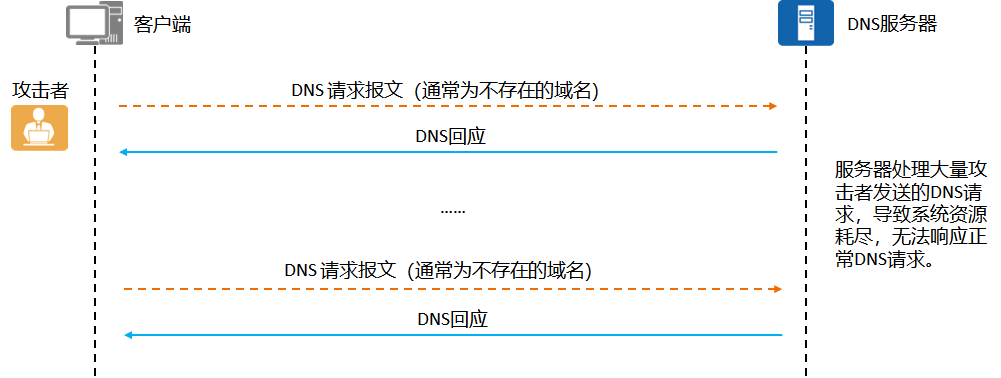 客户端
DNS服务器
攻击者
DNS 请求报文（通常为不存在的域名）
DNS回应
服务器处理大量攻
击者发送的DNS请
求，导致系统资源
耗尽，无法响应正
常DNS请求。
......
DNS 请求报文（通常为不存在的域名）
DNS回应